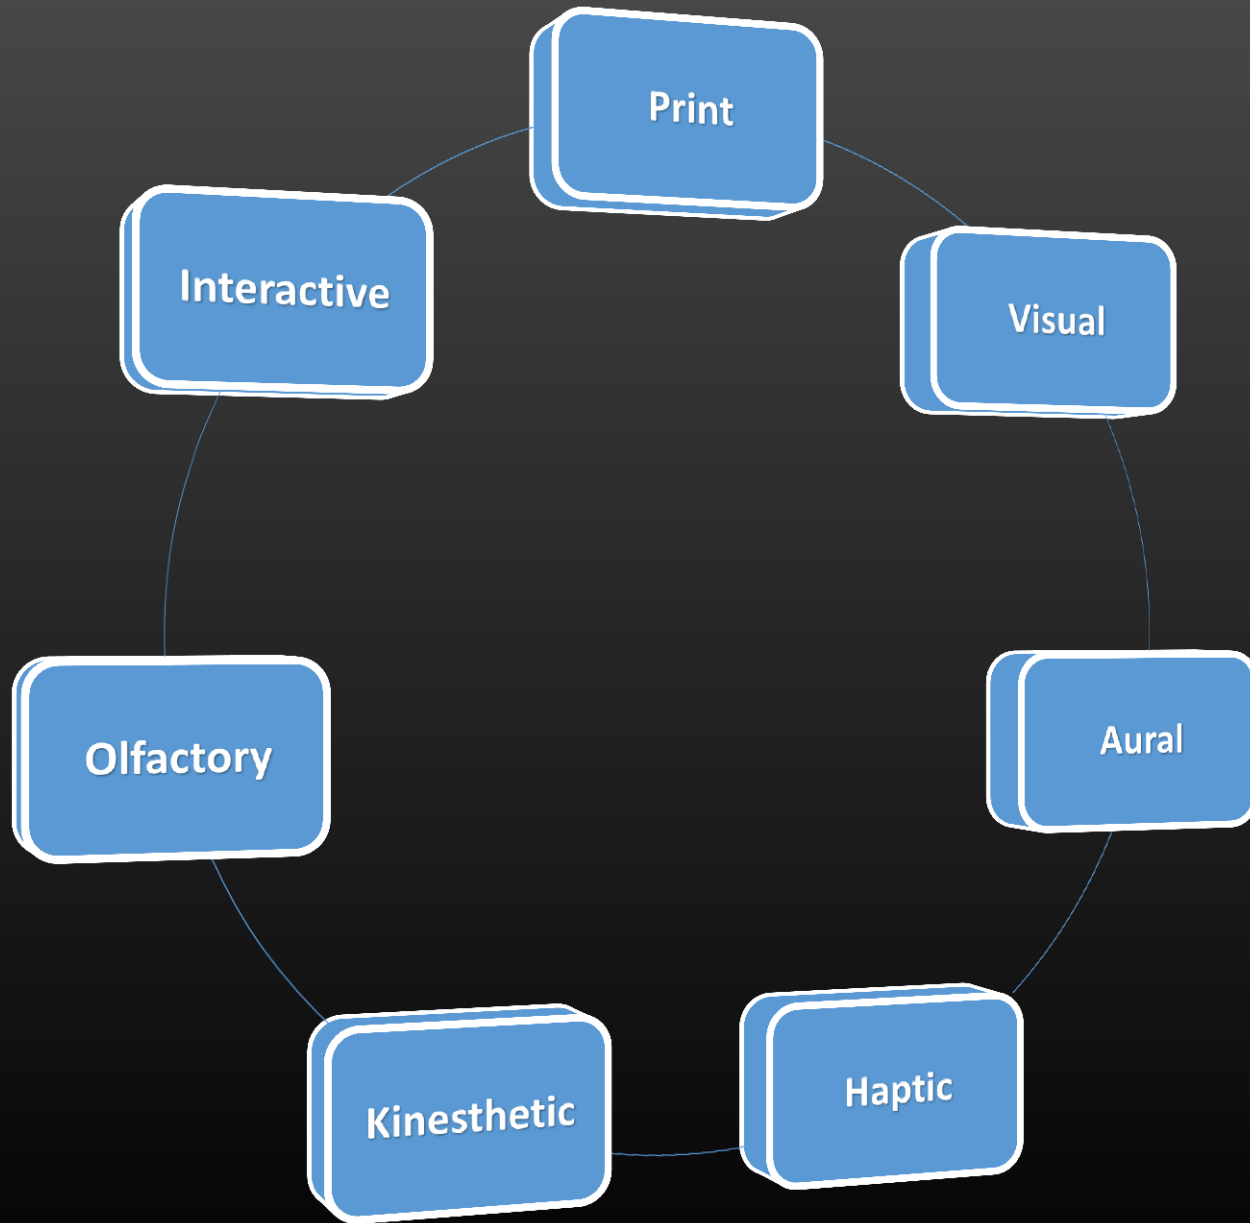 Print
Visual
Aural
Haptic
Kinesthetic
Olfactory
Interactive